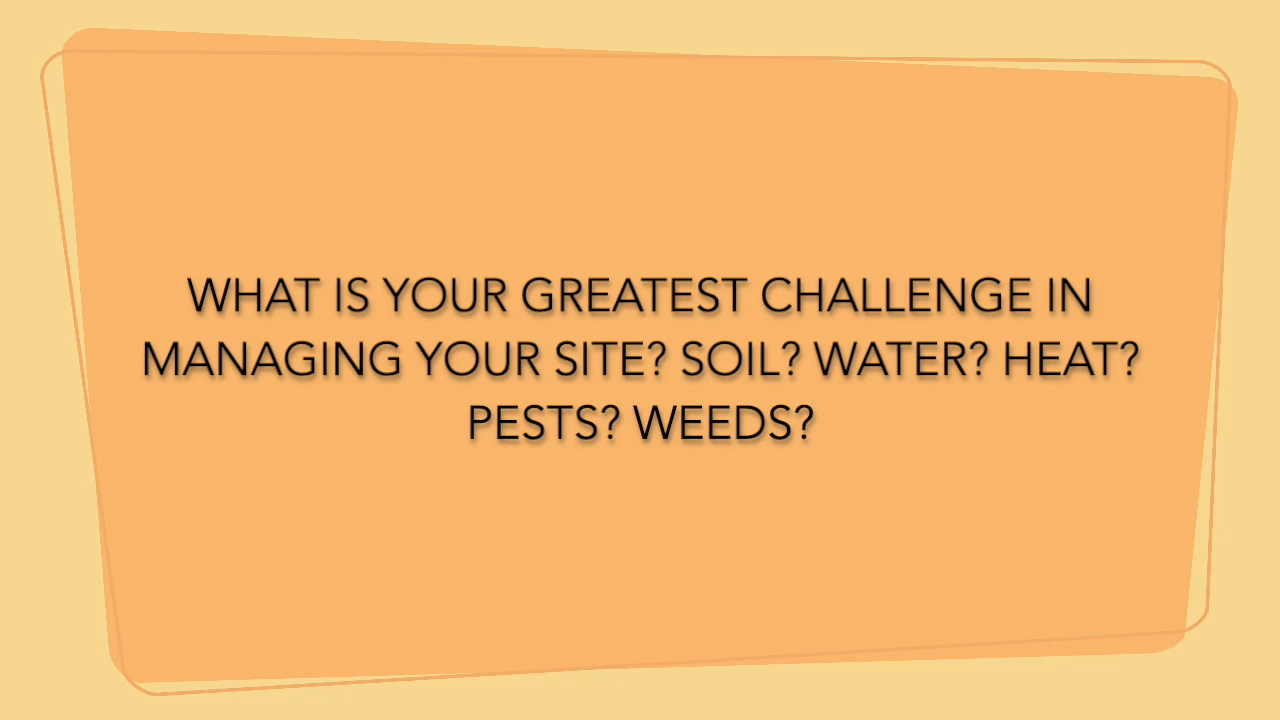 WHAT IS YOUR GREATEST CHALLENGE IN
MANAGING YOUR SITE? SOIL? WATER? HEAT?
PESTS? WEEDS?